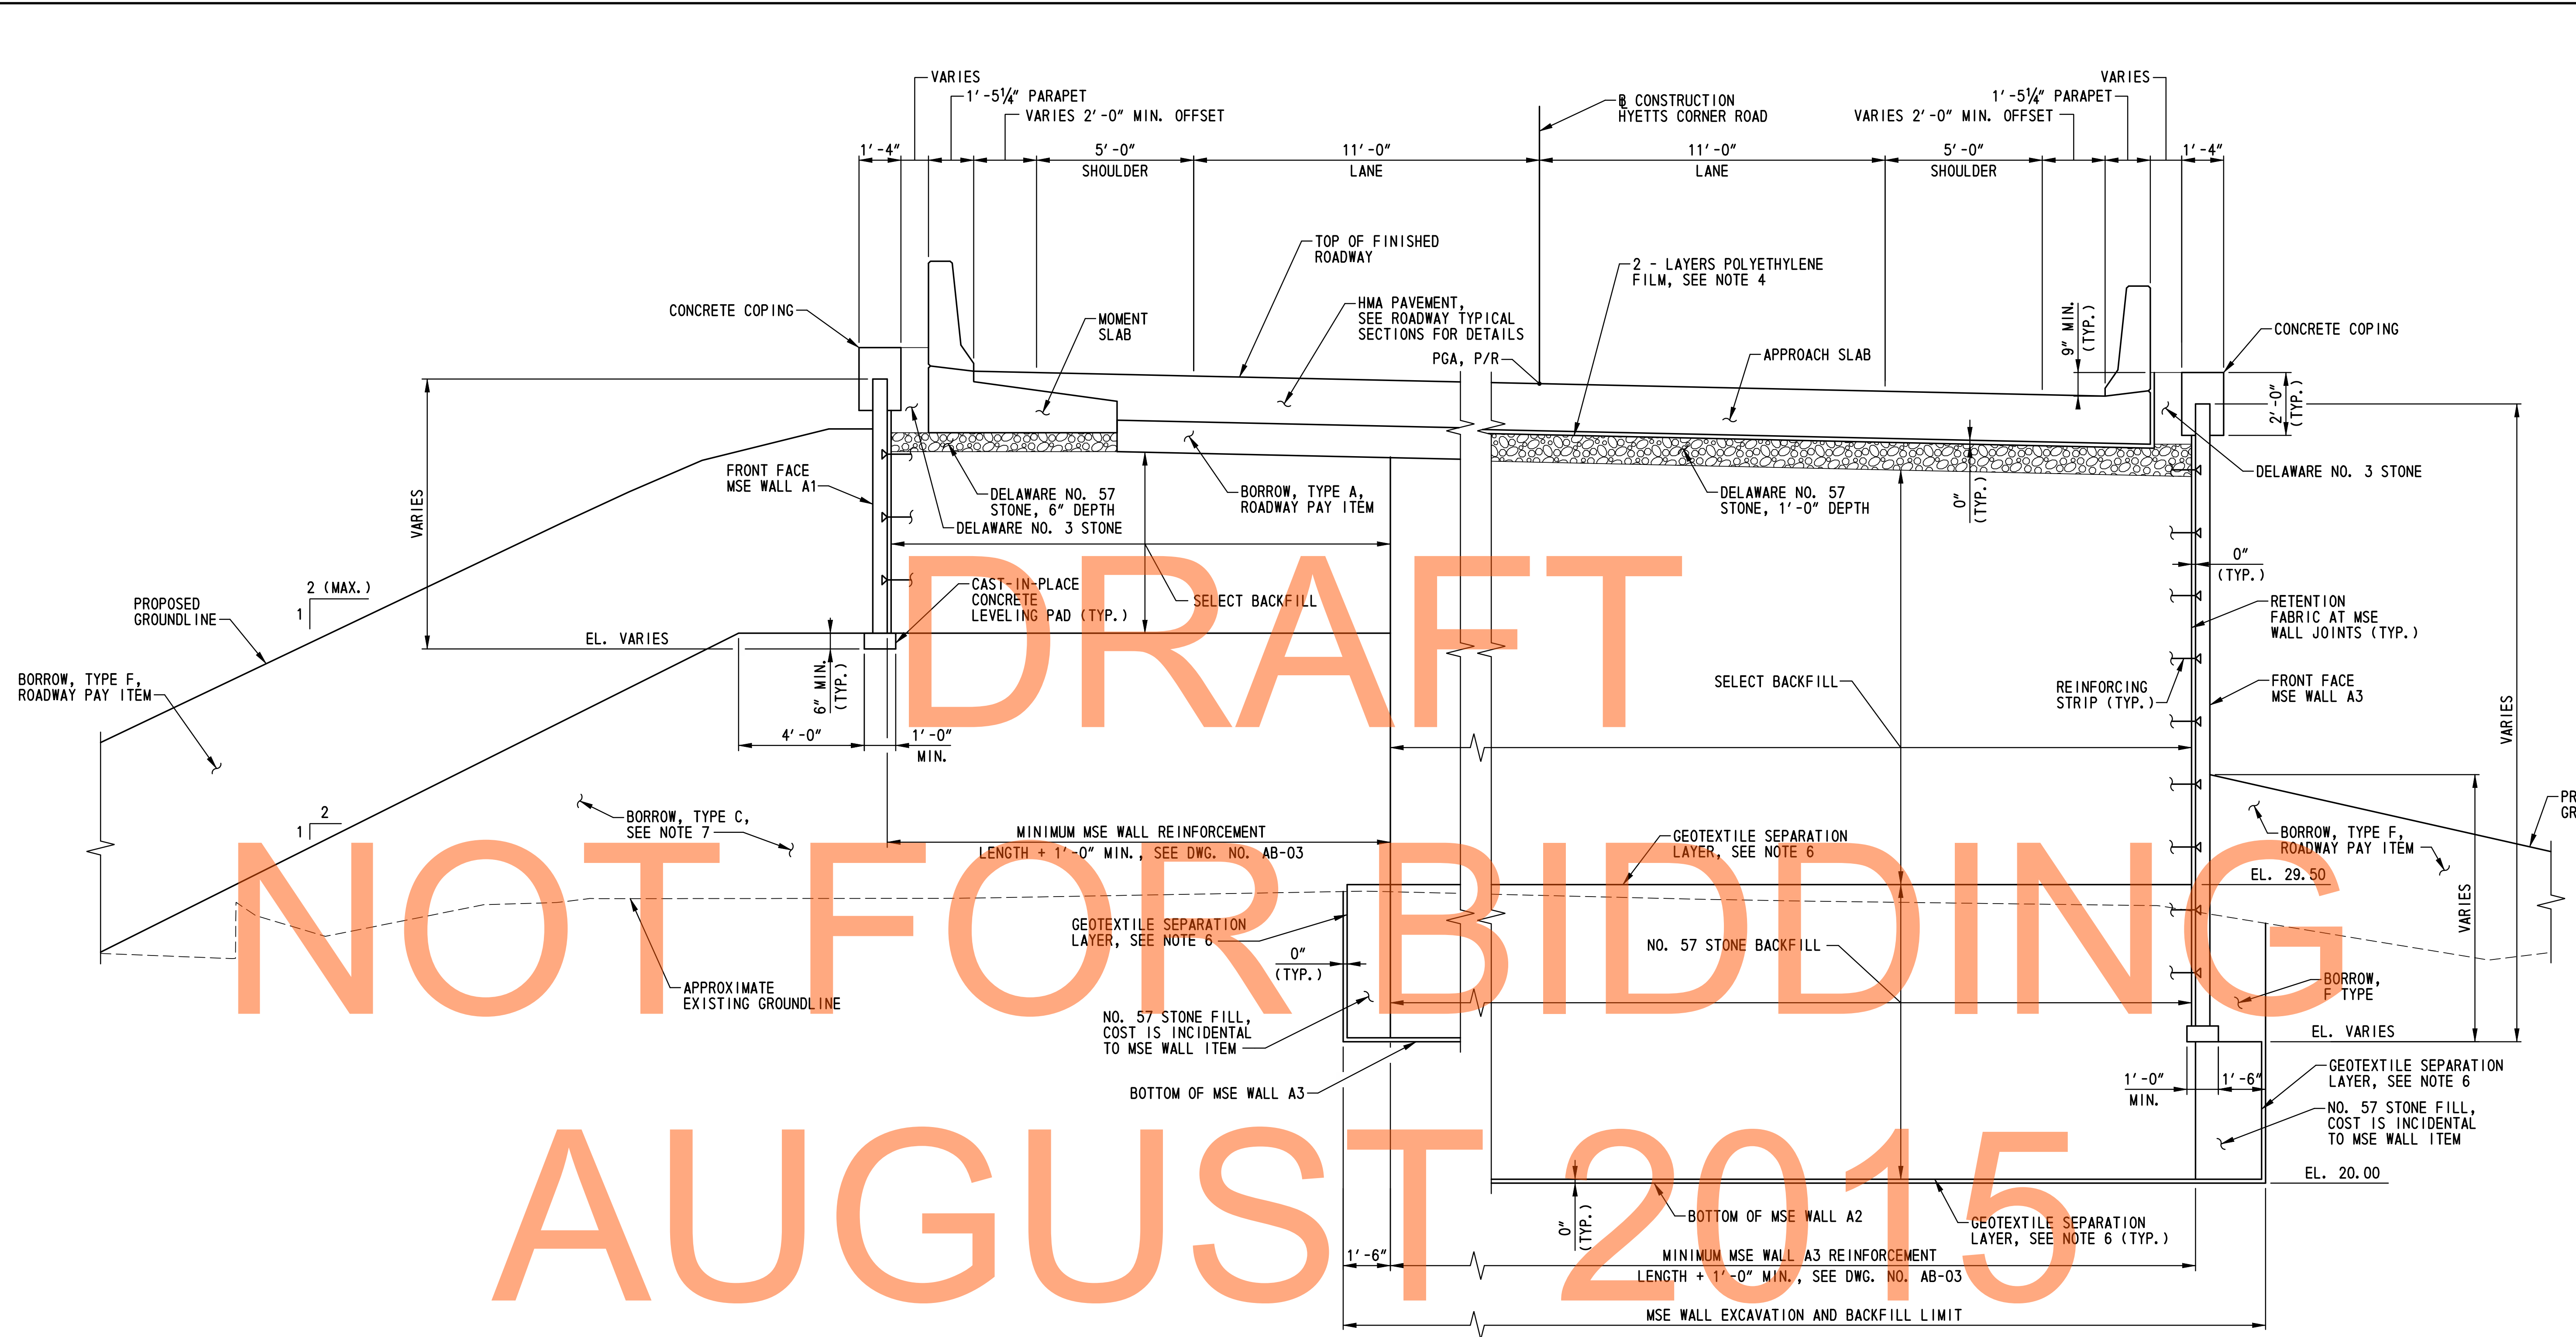 VARIES
1'-5¼" PARAPET
VARIES 2'-0" MIN. OFFSET
℄ CONSTRUCTION
HYETTS CORNER ROAD
VARIES
1'-5¼" PARAPET
VARIES 2'-0" MIN. OFFSET
1'-4"
5'-0"
SHOULDER
11'-0"
LANE
11'-0"
LANE
5'-0"
SHOULDER
1'-4"
TOP OF FINISHED
ROADWAY
2 - LAYERS POLYETHYLENE
FILM, SEE NOTE 4
CONCRETE COPING
MOMENT
SLAB
HMA PAVEMENT,
SEE ROADWAY TYPICAL
SECTIONS FOR DETAILS
PGA, P/R
APPROACH SLAB
9" MIN.
(TYP.)
CONCRETE COPING
2'-0"
(TYP.)
VARIES
FRONT FACE
MSE WALL A1
DELAWARE NO. 57
STONE, 6" DEPTH
DELAWARE NO. 3 STONE
BORROW, TYPE A,
ROADWAY PAY ITEM
DELAWARE NO. 57
STONE, 1'-0" DEPTH
0"
(TYP.)
DELAWARE NO. 3 STONE
0"
(TYP.)
2 (MAX.)
1
PROPOSED
GROUNDLINE
CAST-IN-PLACE
CONCRETE
LEVELING PAD (TYP.)
SELECT BACKFILL
RETENTION
FABRIC AT MSE
WALL JOINTS (TYP.)
EL. VARIES
BORROW, TYPE F,
ROADWAY PAY ITEM
6" MIN.
(TYP.)
SELECT BACKFILL
REINFORCING
STRIP (TYP.)
FRONT FACE
MSE WALL A3
VARIES
4'-0"
1'-0"
MIN.
DRAFT
2
1
BORROW, TYPE C,
SEE NOTE 7
MINIMUM MSE WALL REINFORCEMENT
LENGTH + 1'-0" MIN., SEE DWG. NO. AB-03
GEOTEXTILE SEPARATION
LAYER, SEE NOTE 6
BORROW, TYPE F,
ROADWAY PAY ITEM
PR
GR
EL. 29.50
VARIES
NOT FOR BIDDING
GEOTEXTILE SEPARATION
LAYER, SEE NOTE 6
0"
(TYP.)
NO. 57 STONE BACKFILL
APPROXIMATE
EXISTING GROUNDLINE
BORROW,
F TYPE
NO. 57 STONE FILL,
COST IS INCIDENTAL
TO MSE WALL ITEM
EL. VARIES
BOTTOM OF MSE WALL A3
1'-0"
MIN.
1'-6"
GEOTEXTILE SEPARATION
LAYER, SEE NOTE 6
NO. 57 STONE FILL,
COST IS INCIDENTAL
TO MSE WALL ITEM
EL. 20.00
AUGUST 2015
0"
(TYP.)
BOTTOM OF MSE WALL A2
GEOTEXTILE SEPARATION
LAYER, SEE NOTE 6 (TYP.)
1'-6"
MINIMUM MSE WALL A3 REINFORCEMENT
LENGTH + 1'-0" MIN., SEE DWG. NO. AB-03
MSE WALL EXCAVATION AND BACKFILL LIMIT